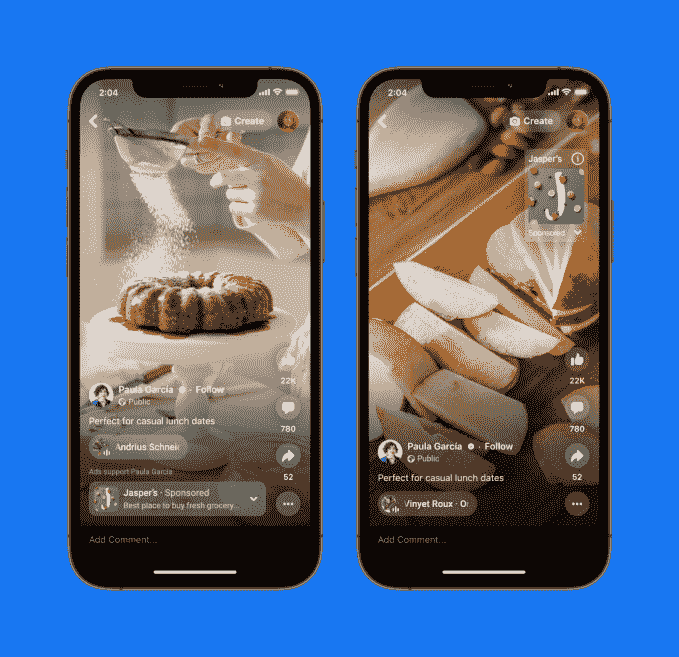 2:04
Create
22K
Paula García · Follow
Public
780
Perfect for casual lunch dates
Andrius Schnei
Ads support Paula García
52
Jasper's · Sponsored
Best place to buy fresh grocery...
Add Comment...
2:04
Create
Jasper's
Sponsored
22K
Paula García · Follow
Public
780
Perfect for casual lunch dates
Vinyet Roux ·
52
Add Comment...